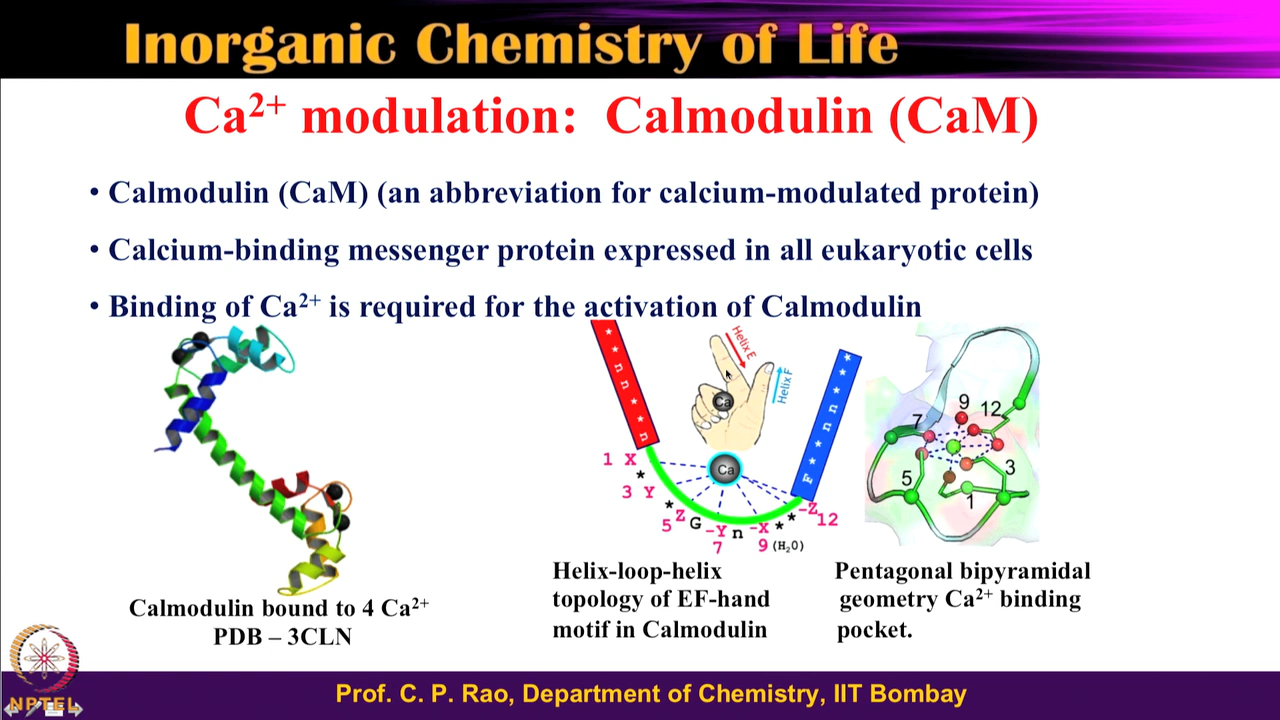 Inorganic Chemistry of Life
Ca²⁺ modulation: Calmodulin (CaM)
• Calmodulin (CaM) (an abbreviation for calcium-modulated protein)
• Calcium-binding messenger protein expressed in all eukaryotic cells
• Binding of Ca²⁺ is required for the activation of Calmodulin
* * n n * * n
Helix E
Helix F
Ca
Ca
F * * n n * * *
1 X
*
3 Y
*
5 Z
G
-Y
7
n
-X
9 (H₂O)
* *
-Z
12
9
12
7
5
3
1
Calmodulin bound to 4 Ca²⁺
PDB – 3CLN
Helix-loop-helix
topology of EF-hand
motif in Calmodulin
Pentagonal bipyramidal
geometry Ca²⁺ binding
pocket.
NPTEL
Prof. C. P. Rao, Department of Chemistry, IIT Bombay